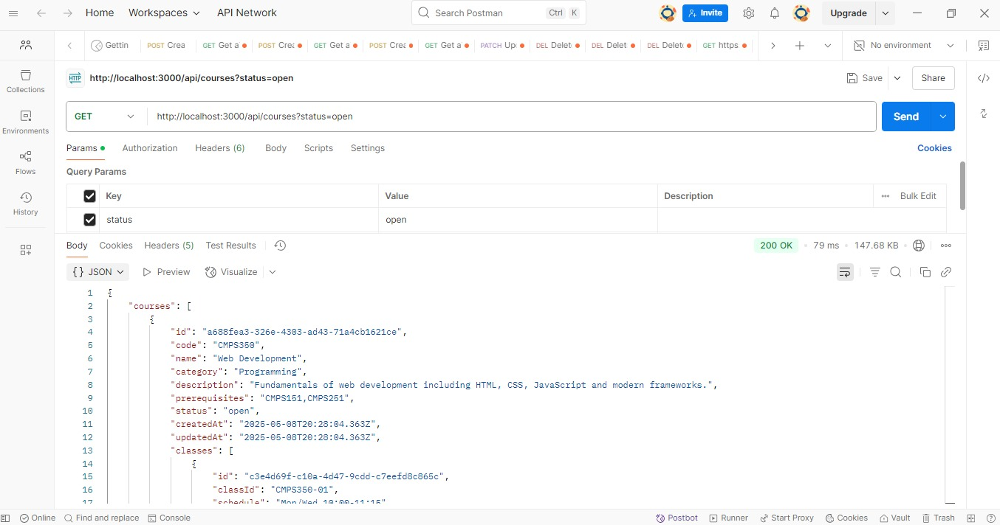 Home Workspaces API Network Search Postman Ctrl K Invite Upgrade
Gettin POST Crea GET Get a POST Crea GET Get a POST Crea GET Get a PATCH Up DEL Delet DEL Delet DEL Delet GET https No environment
http://localhost:3000/api/courses?status=open Save Share
HTTP
GET http://localhost:3000/api/courses?status=open Send
Params Authorization Headers (6) Body Scripts Settings Cookies
Query Params
Key Value Description Bulk Edit
status open
Body Cookies Headers (5) Test Results 200 OK 79 ms 147.68 KB
{} JSON Preview Visualize
1 {
2 "courses": [
3 {
4 "id": "a688fea3-326e-4303-ad43-71a4cb1621ce",
5 "code": "CMPS350",
6 "name": "Web Development",
7 "category": "Programming",
8 "description": "Fundamentals of web development including HTML, CSS, JavaScript and modern frameworks.",
9 "prerequisites": "CMPS151,CMPS251",
10 "status": "open",
11 "createdAt": "2025-05-08T20:28:04.363Z",
12 "updatedAt": "2025-05-08T20:28:04.363Z",
13 "classes": [
14 {
15 "id": "c3e4d69f-c10a-4d47-9cdd-c7eefd8c865c",
16 "classId": "CMPS350-01",
17 "schedule": "Mon/Wed 10:00-11:15"
Collections
Environments
Flows
History
Online Find and replace Console Postbot Runner Start Proxy Cookies Vault Trash